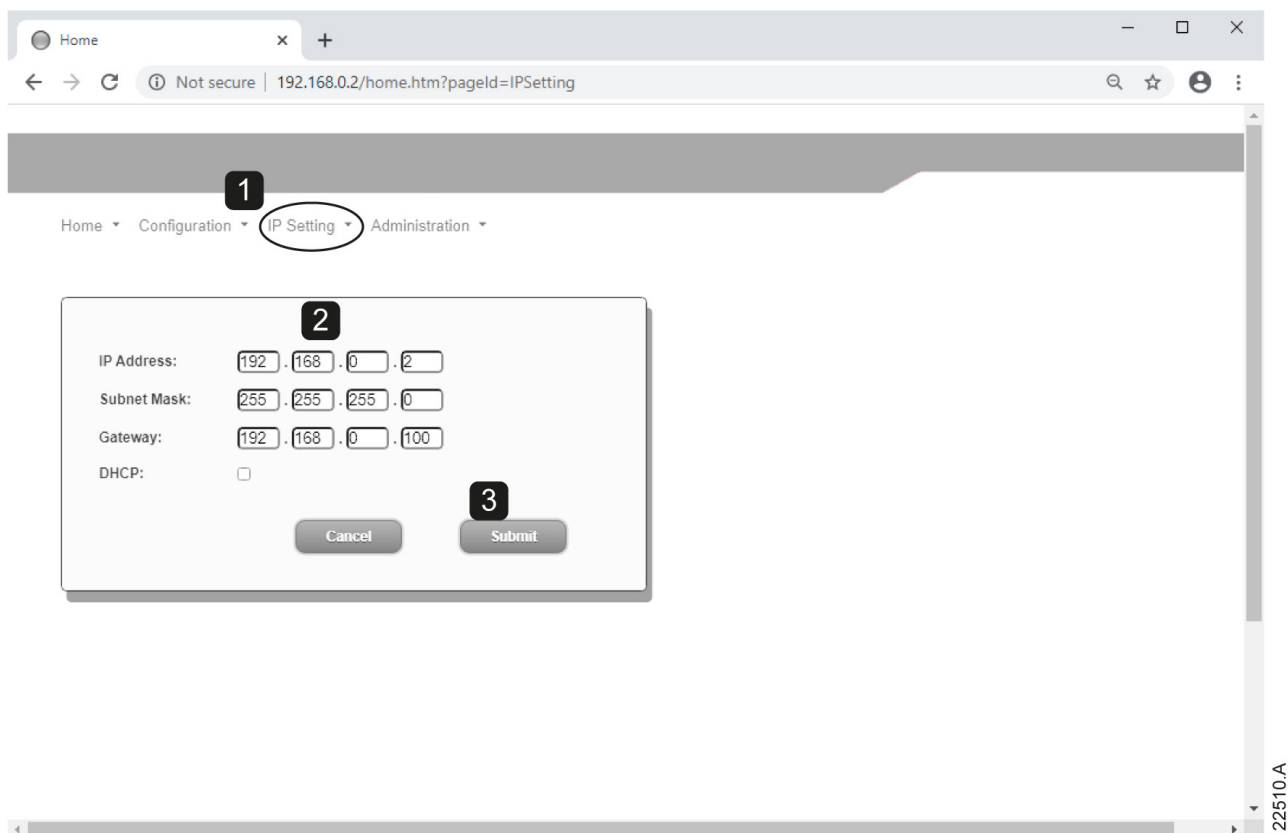 Home
Not secure | 192.168.0.2/home.htm?pageId=IPSetting
1
Home Configuration IP Setting Administration
2
IP Address: 192 . 168 . 0 . 2
Subnet Mask: 255 . 255 . 255 . 0
Gateway: 192 . 168 . 0 . 100
DHCP:
3
Cancel Submit
22510.A